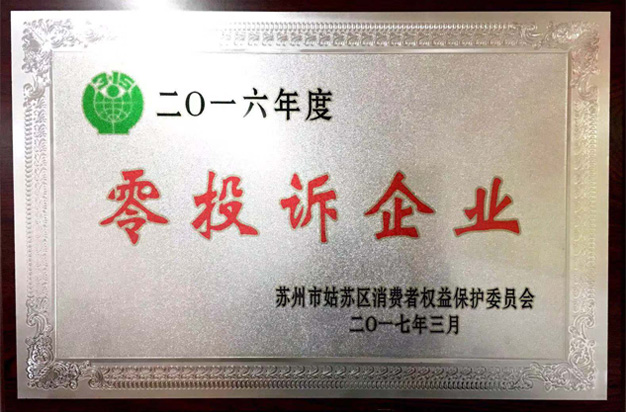 315
二〇一六年度
零投诉企业
苏州市姑苏区消费者权益保护委员会
二〇一七年三月